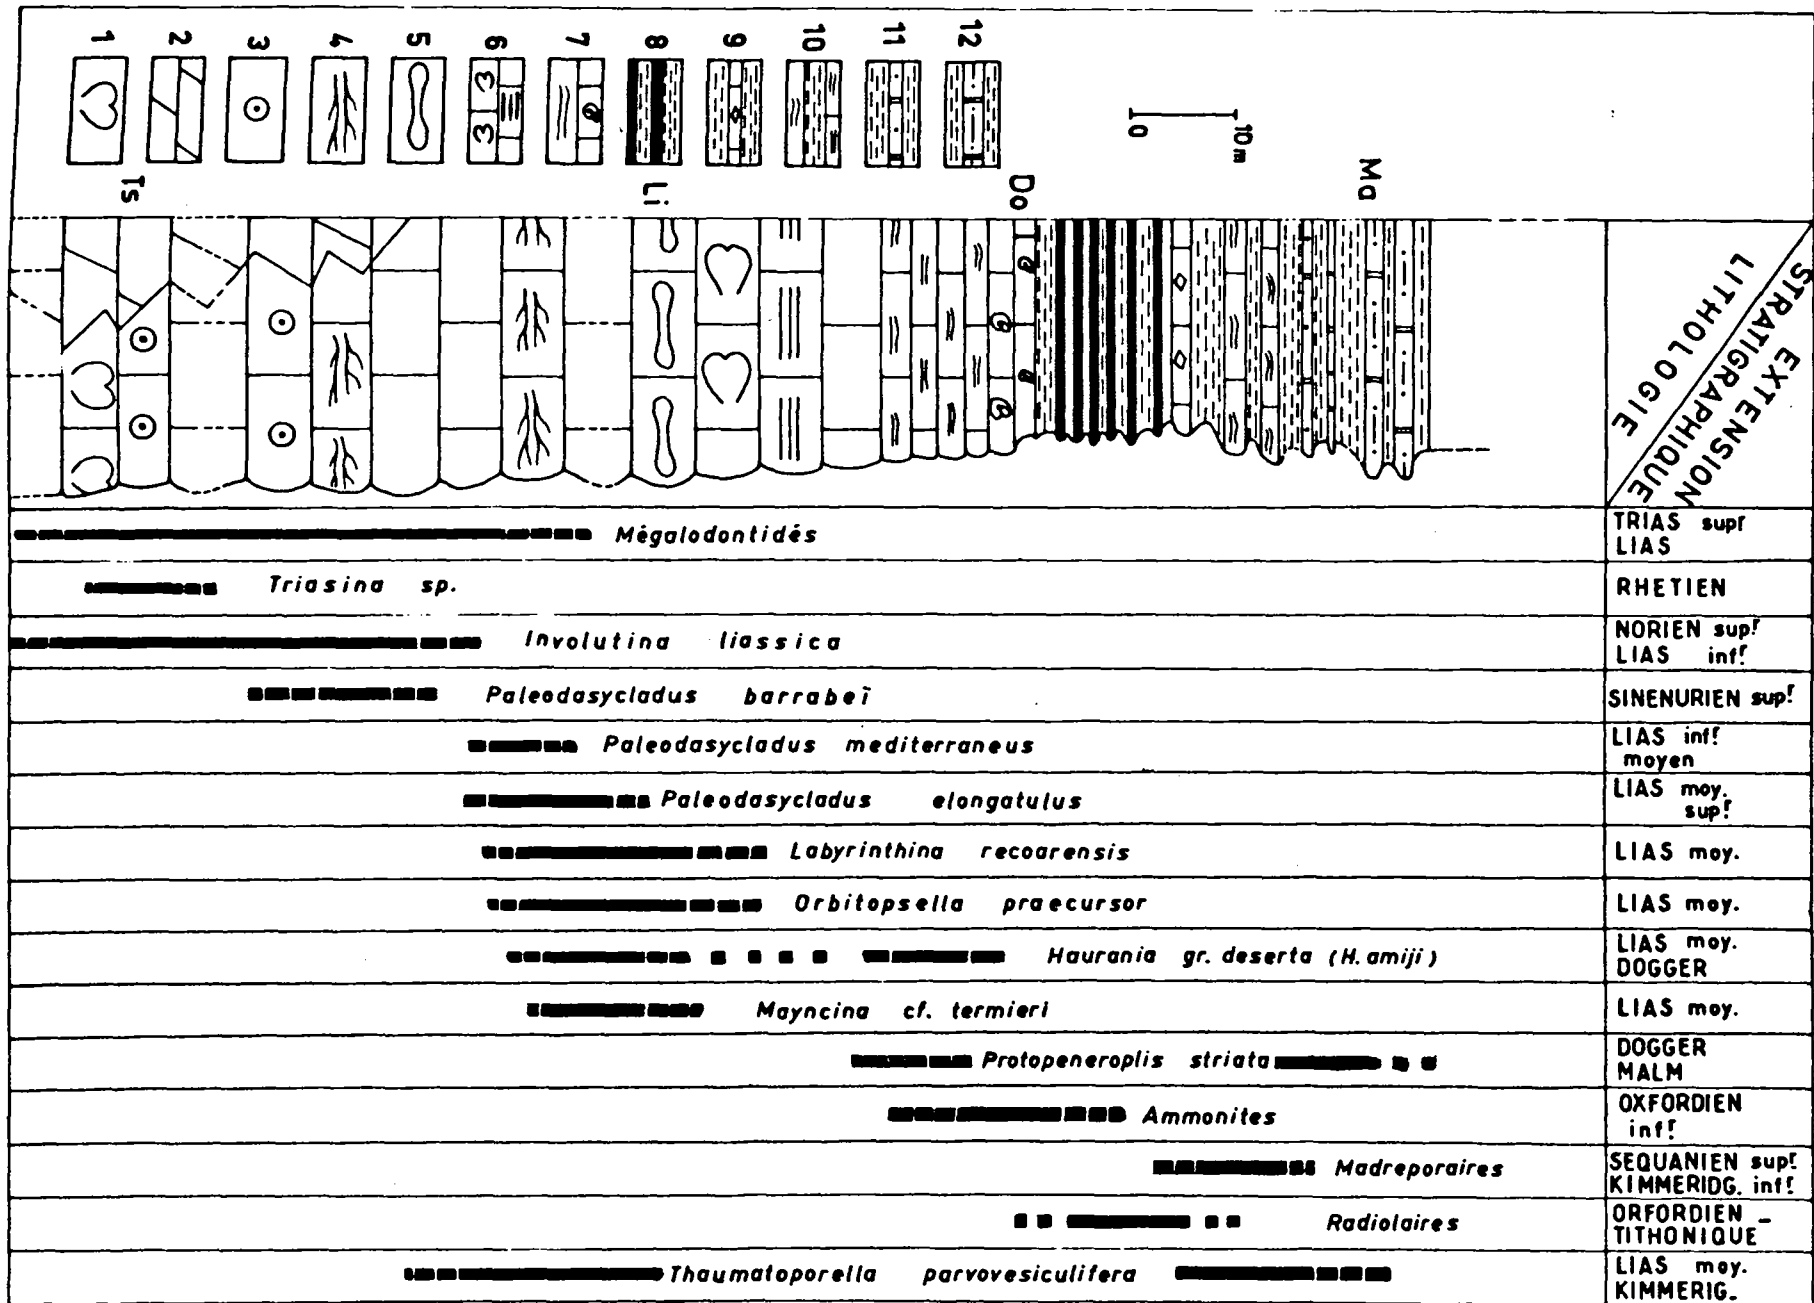 1 2 3 4 5 6 7 8 9 10 11 12
0 10m
Ts Li Do Ma
LITHOLOGIE
EXTENSION
STRATIGRAPHIQUE
Mégalodontidés
TRIAS supr
LIAS
Triasina sp.
RHETIEN
Involutina liassica
NORIEN supr
LIAS infr
Paleodasycladus barrabeï
SINENURIEN supr
Paleodasycladus mediterraneus
LIAS infr
moyen
Paleodasycladus elongatulus
LIAS moy.
supr
Labyrinthina recoarensis
LIAS moy.
Orbitopsella praecursor
LIAS moy.
Haurania gr. deserta (H. amiji)
LIAS moy.
DOGGER
Mayncina cf. termieri
LIAS moy.
Protopeneroplis striata
DOGGER
MALM
Ammonites
OXFORDIEN
infr
Madreporaires
SEQUANIEN supr
KIMMERIDG. infr
Radiolaires
ORFORDIEN –
TITHONIQUE
Thaumatoporella parvovesiculifera
LIAS moy.
KIMMERIG.